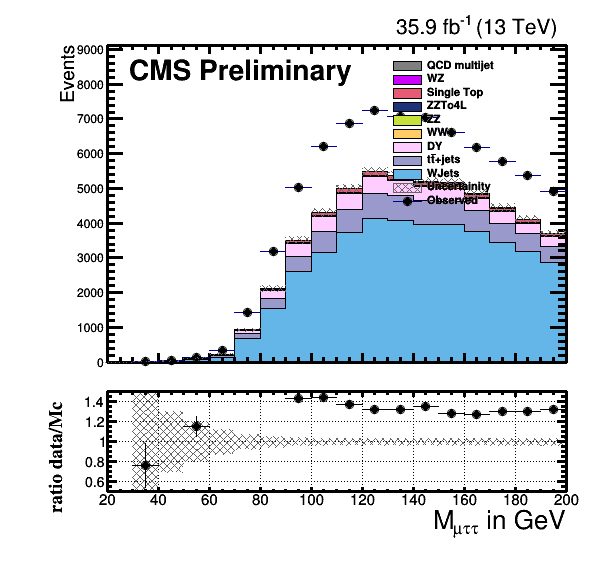 35.9 fb⁻¹ (13 TeV)
CMS Preliminary
Events
9000
8000
7000
6000
5000
4000
3000
2000
1000
0
QCD multijet
WZ
Single Top
ZZTo4L
ZZ
WW
DY
tt̄+jets
WJets
Uncertainity
Observed
ratio data/Mc
1.4
1.2
1
0.8
0.6
20 40 60 80 100 120 140 160 180 200
M_μττ in GeV